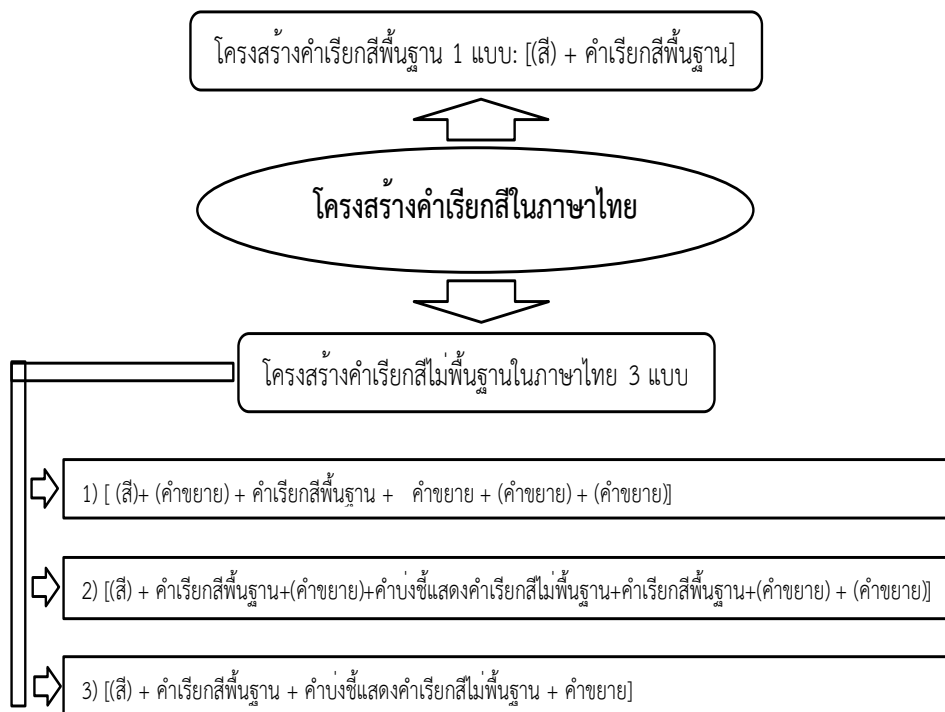 โครงสร้างคำเรียกสีพื้นฐาน 1 แบบ: [(สี) + คำเรียกสีพื้นฐาน]
โครงสร้างคำเรียกสีในภาษาไทย
โครงสร้างคำเรียกสีไม่พื้นฐานในภาษาไทย 3 แบบ
1) [ (สี)+ (คำขยาย) + คำเรียกสีพื้นฐาน + คำขยาย + (คำขยาย) + (คำขยาย)]
2) [(สี) + คำเรียกสีพื้นฐาน+(คำขยาย)+คำบ่งชี้แสดงคำเรียกสีไม่พื้นฐาน+คำเรียกสีพื้นฐาน+(คำขยาย) + (คำขยาย)]
3) [(สี) + คำเรียกสีพื้นฐาน + คำบ่งชี้แสดงคำเรียกสีไม่พื้นฐาน + คำขยาย]